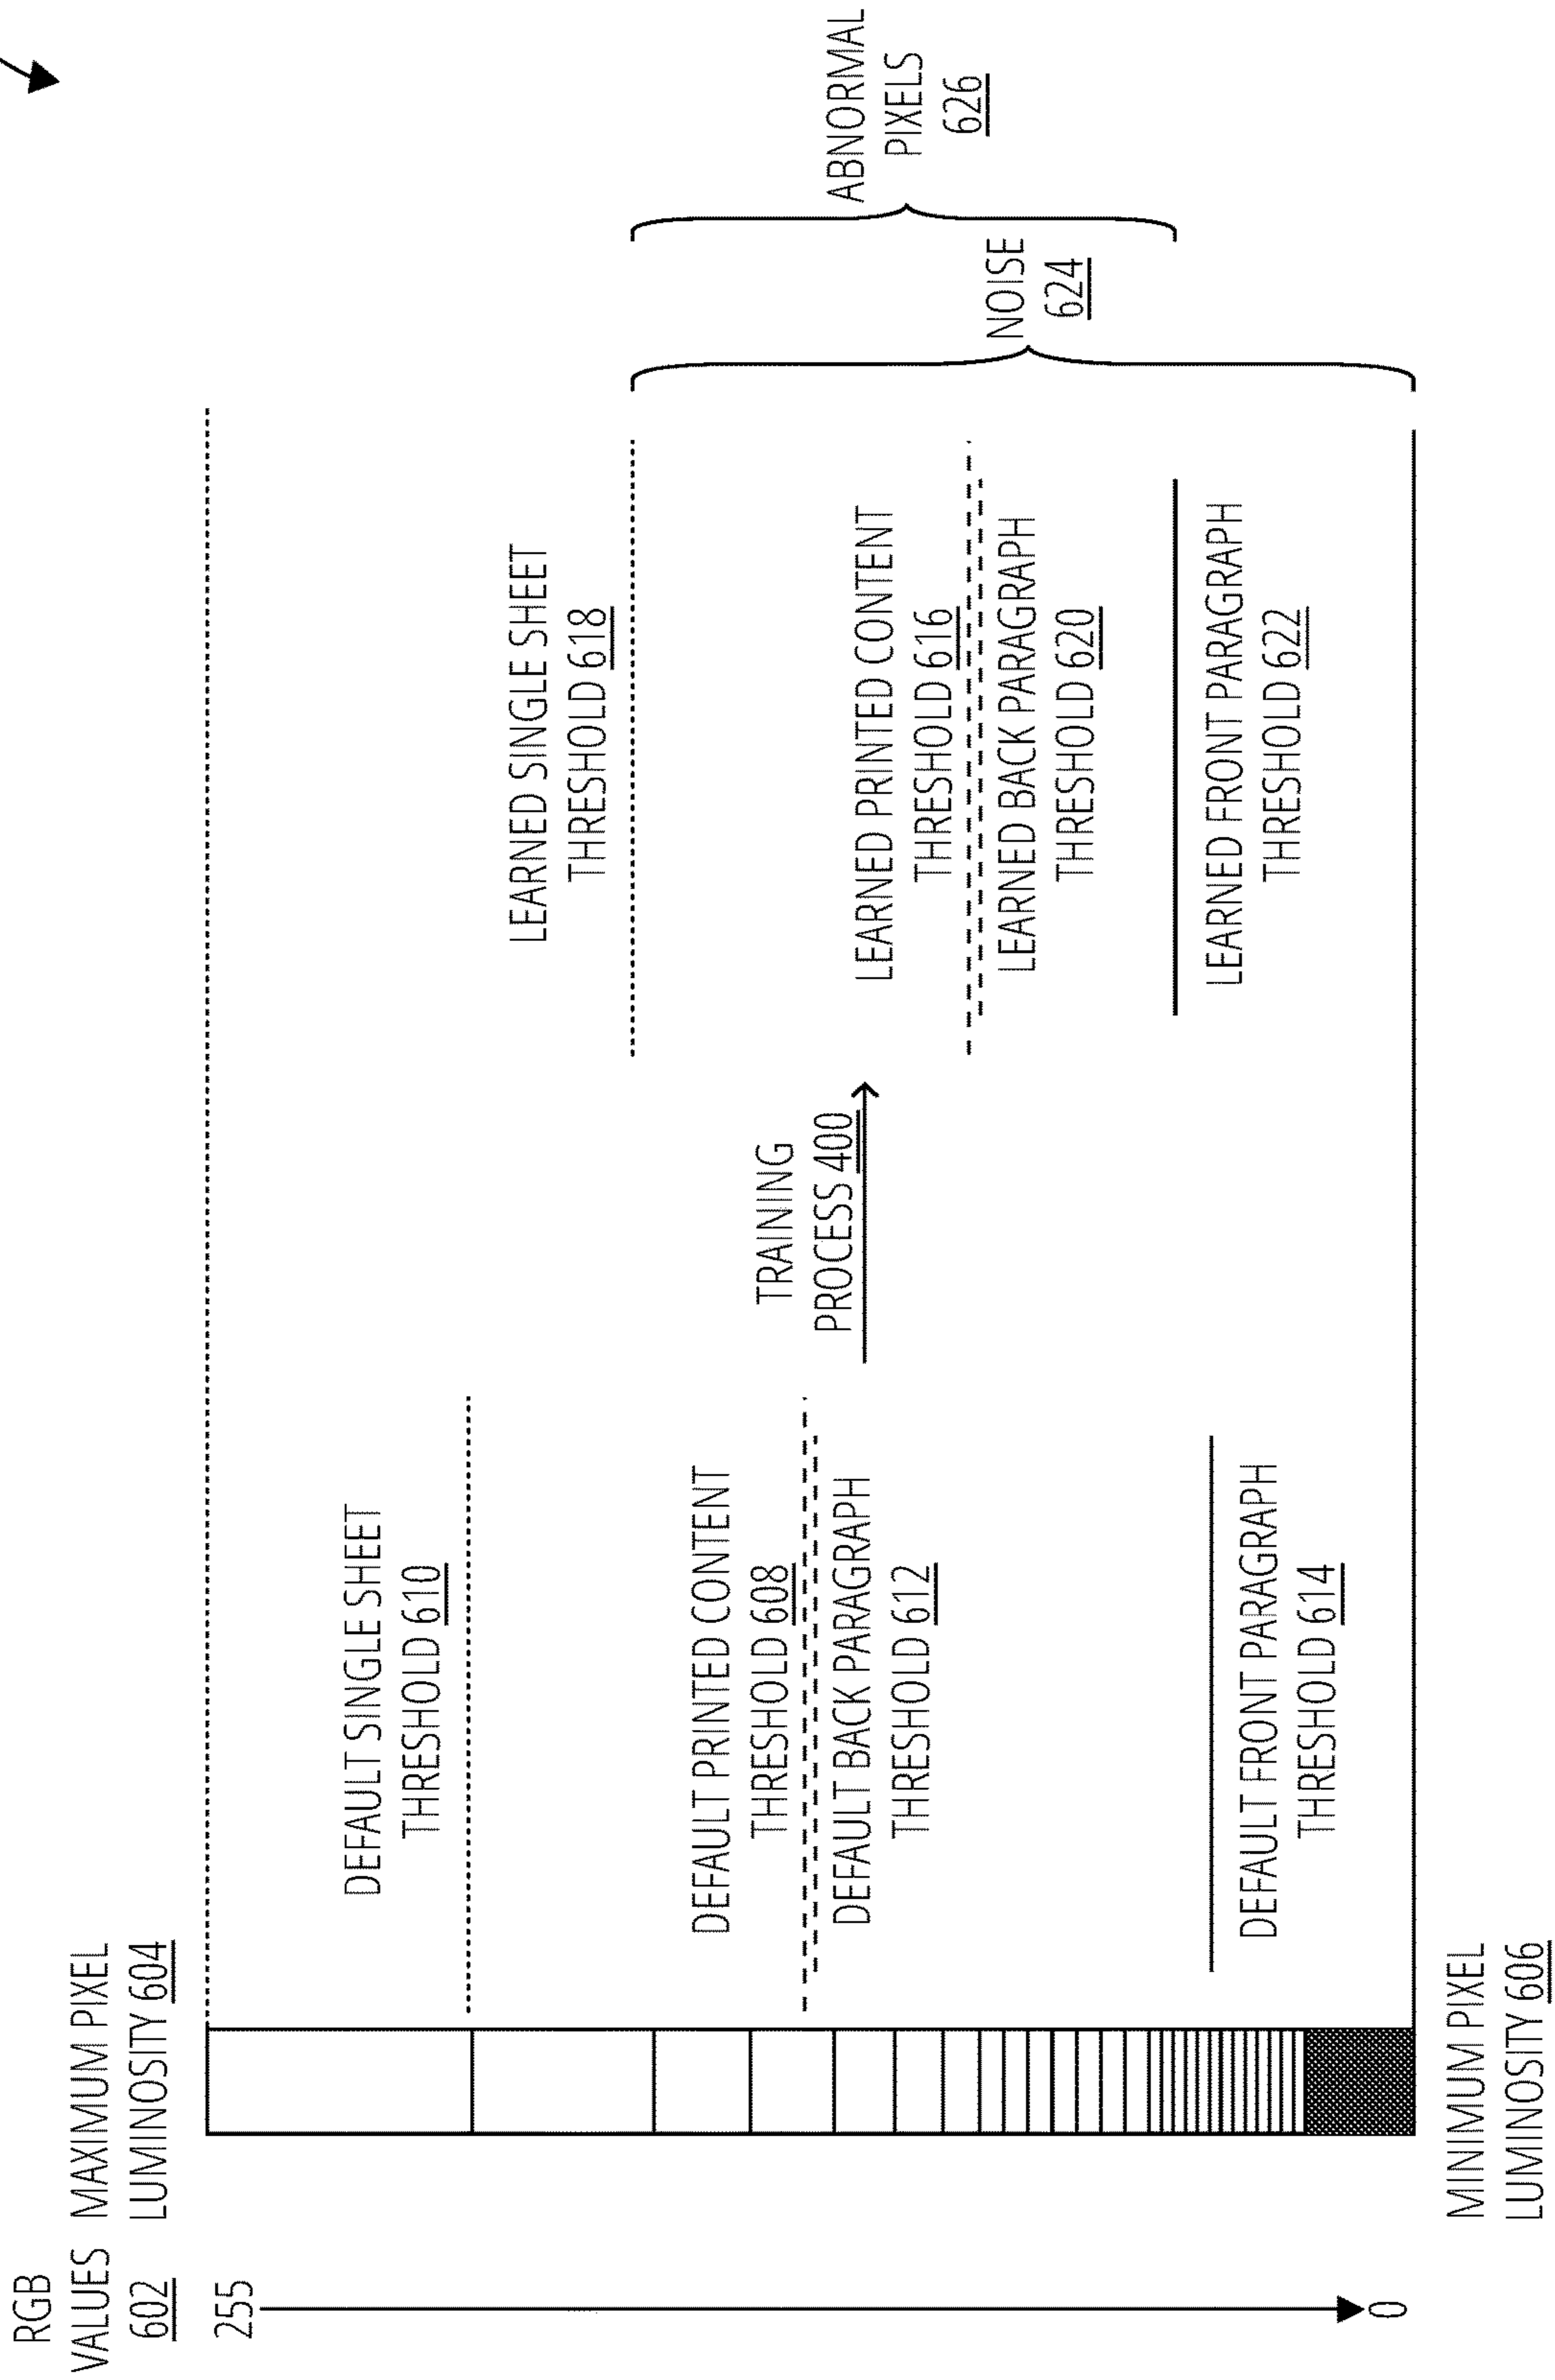 RGB
VALUES
602
255
0
MAXIMUM PIXEL
LUMINOSITY 604
MINIMUM PIXEL
LUMINOSITY 606
DEFAULT SINGLE SHEET
THRESHOLD 610
DEFAULT PRINTED CONTENT
THRESHOLD 608
DEFAULT BACK PARAGRAPH
THRESHOLD 612
DEFAULT FRONT PARAGRAPH
THRESHOLD 614
TRAINING
PROCESS 400
LEARNED SINGLE SHEET
THRESHOLD 618
LEARNED PRINTED CONTENT
THRESHOLD 616
LEARNED BACK PARAGRAPH
THRESHOLD 620
LEARNED FRONT PARAGRAPH
THRESHOLD 622
NOISE
624
ABNORMAL
PIXELS
626